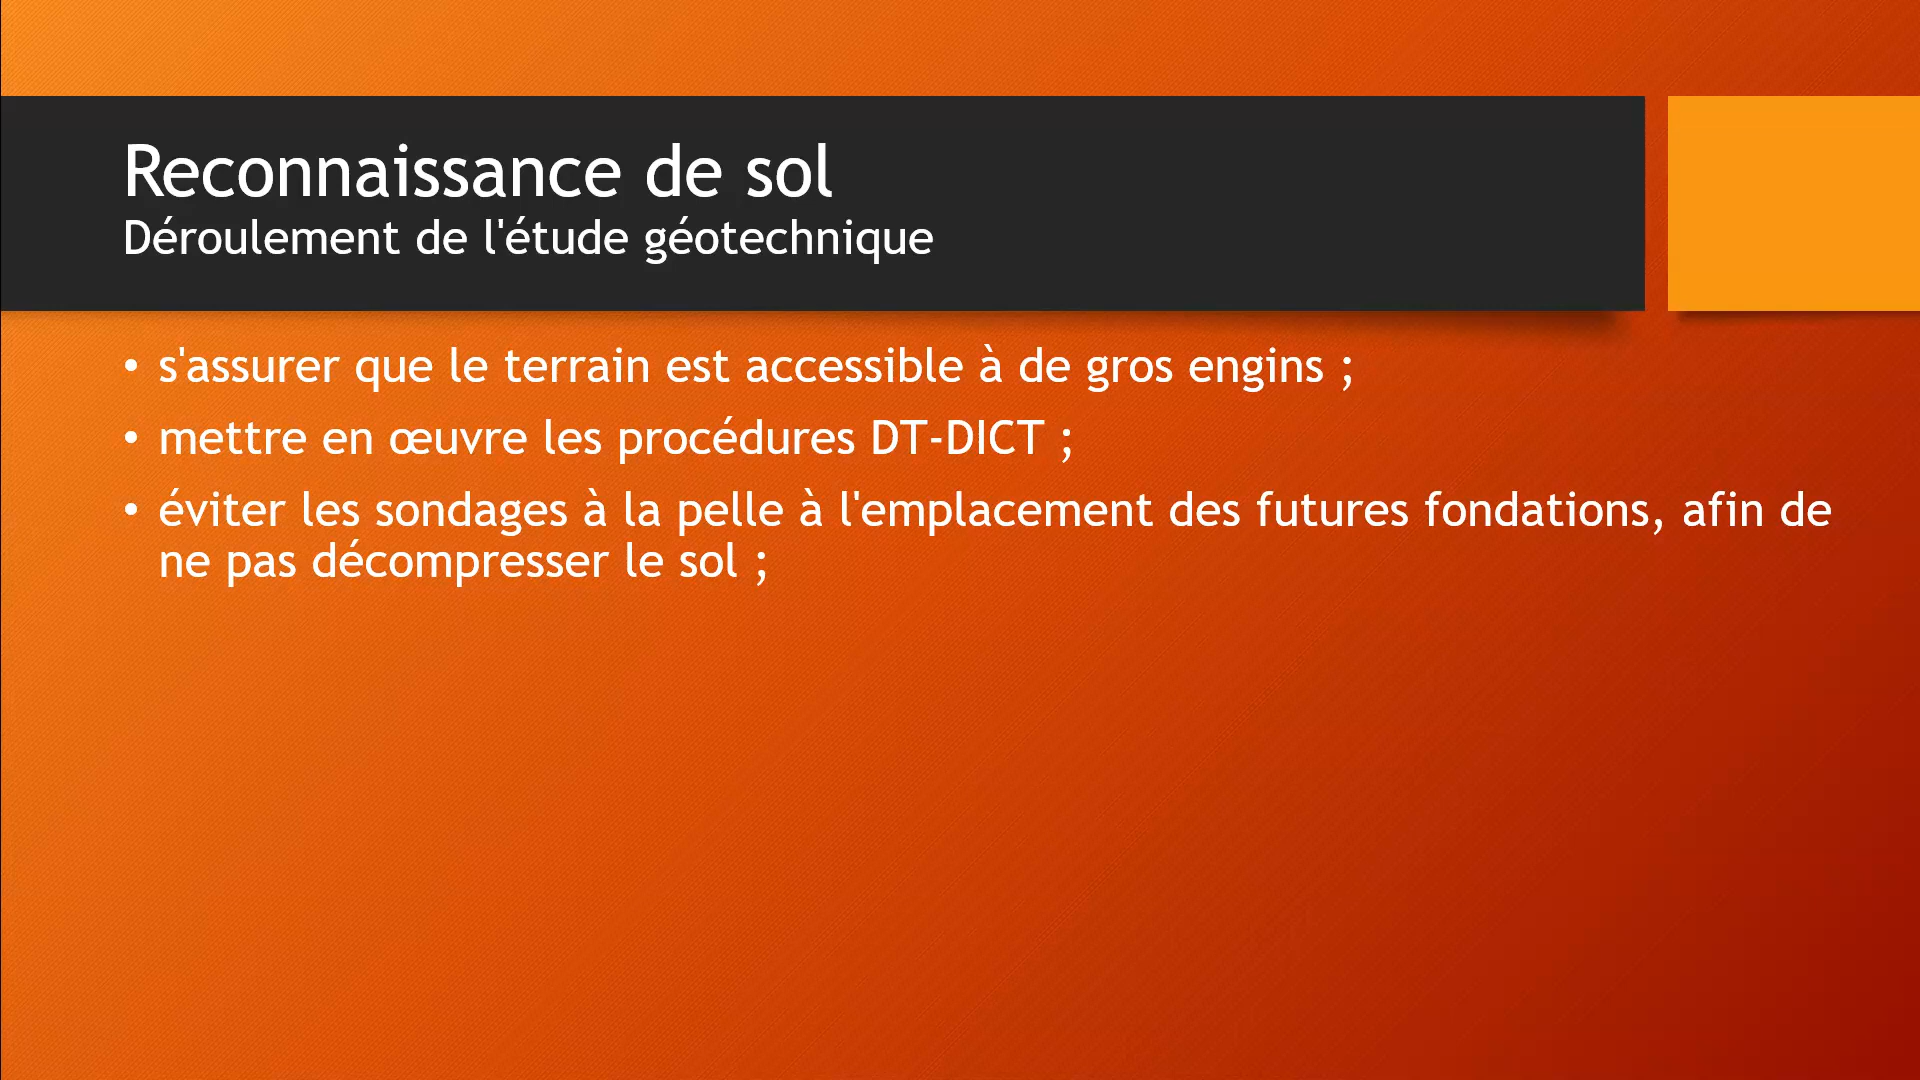 Reconnaissance de sol
Déroulement de l'étude géotechnique
• s'assurer que le terrain est accessible à de gros engins ;
• mettre en œuvre les procédures DT-DICT ;
• éviter les sondages à la pelle à l'emplacement des futures fondations, afin de
ne pas décompresser le sol ;